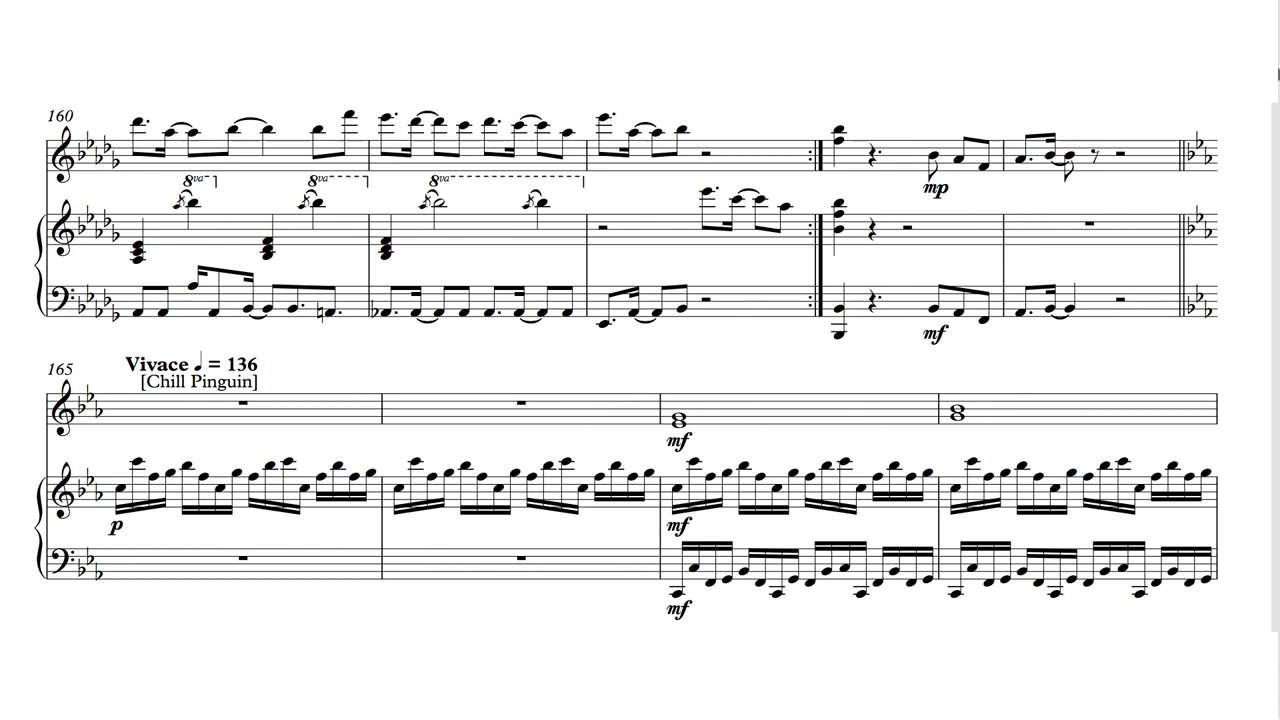 160
8va 8va 8va
mp
mf
165 Vivace ♩ = 136
[Chill Pinguin]
mf
p mf
mf